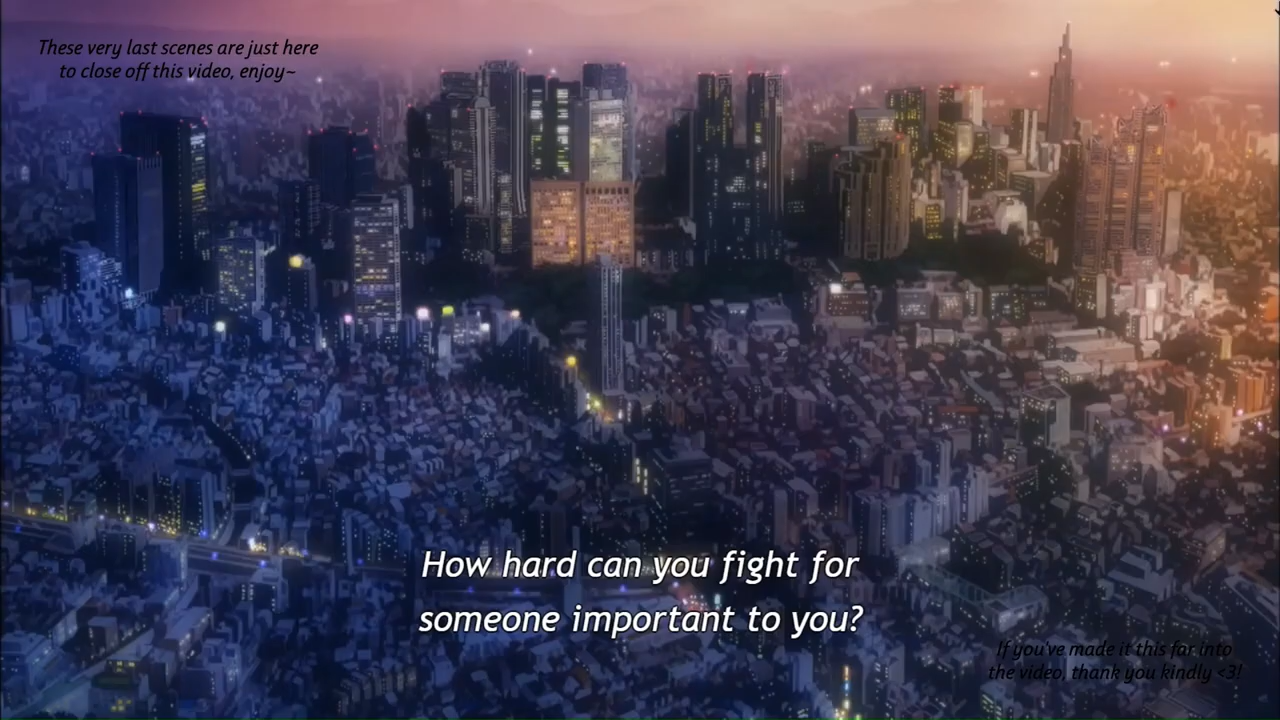 These very last scenes are just here
to close off this video, enjoy~
How hard can you fight for
someone important to you?
If you've made it this far into
the video, thank you kindly <3!